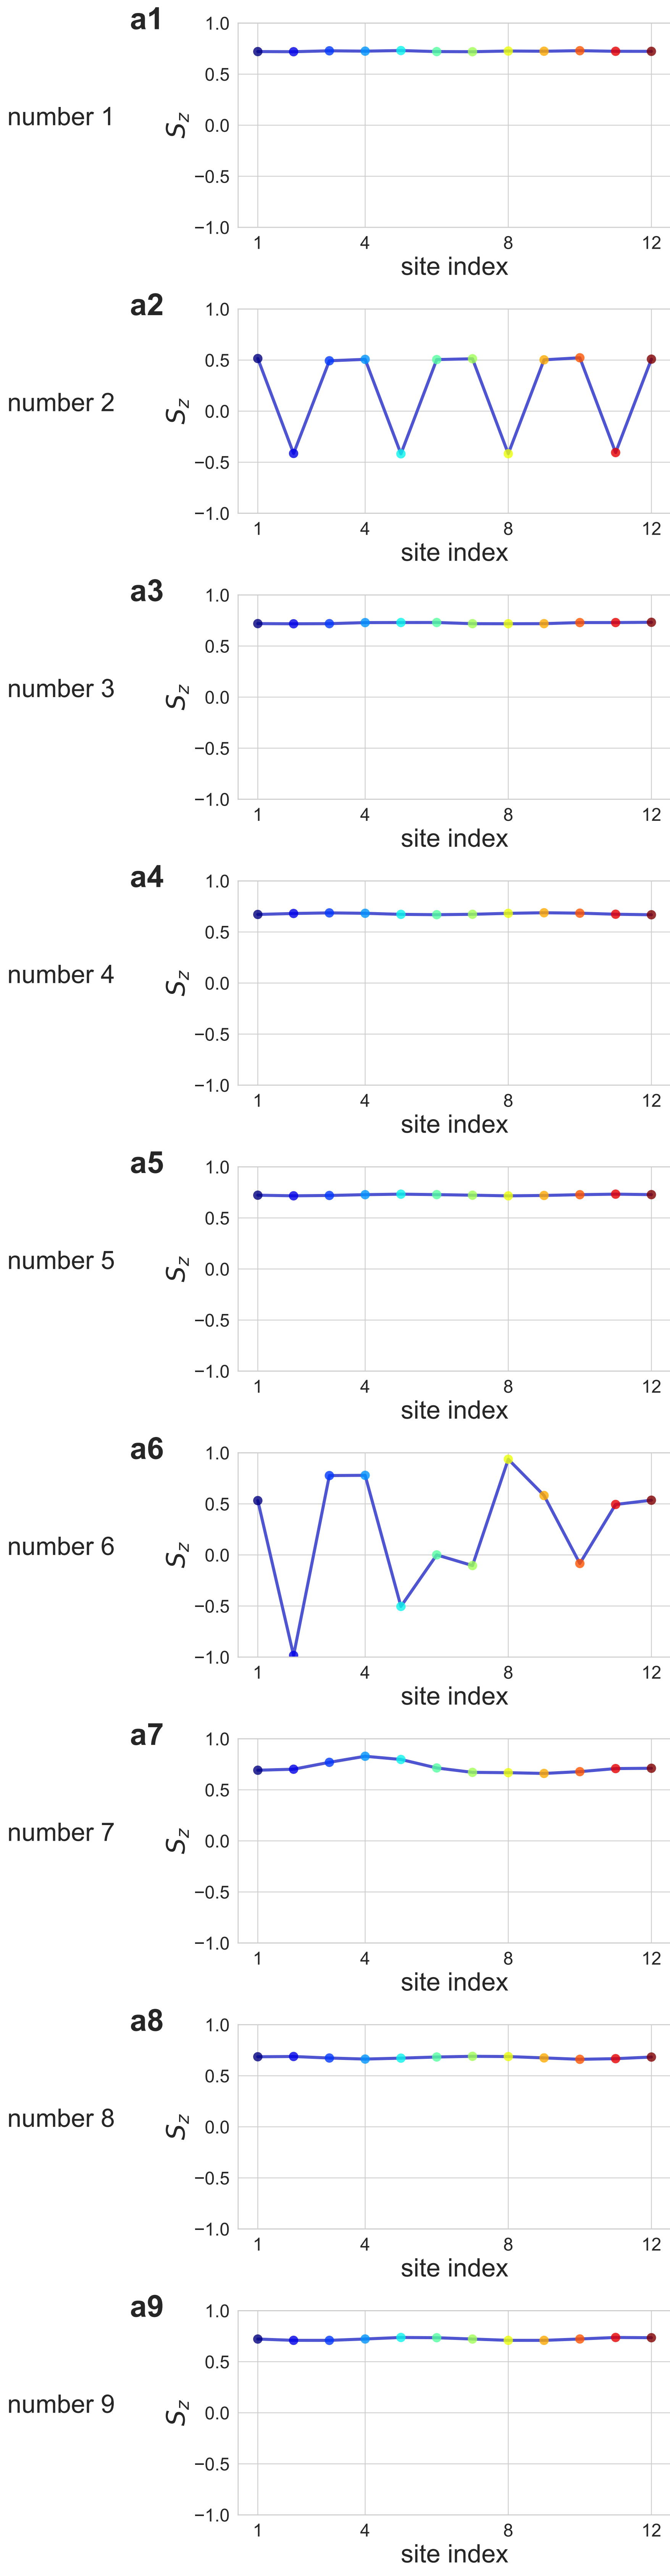 a1
number 1
S_z
1.0
0.5
0.0
−0.5
−1.0
1 4 8 12
site index
a2
number 2
S_z
1.0
0.5
0.0
−0.5
−1.0
1 4 8 12
site index
a3
number 3
S_z
1.0
0.5
0.0
−0.5
−1.0
1 4 8 12
site index
a4
number 4
S_z
1.0
0.5
0.0
−0.5
−1.0
1 4 8 12
site index
a5
number 5
S_z
1.0
0.5
0.0
−0.5
−1.0
1 4 8 12
site index
a6
number 6
S_z
1.0
0.5
0.0
−0.5
−1.0
1 4 8 12
site index
a7
number 7
S_z
1.0
0.5
0.0
−0.5
−1.0
1 4 8 12
site index
a8
number 8
S_z
1.0
0.5
0.0
−0.5
−1.0
1 4 8 12
site index
a9
number 9
S_z
1.0
0.5
0.0
−0.5
−1.0
1 4 8 12
site index